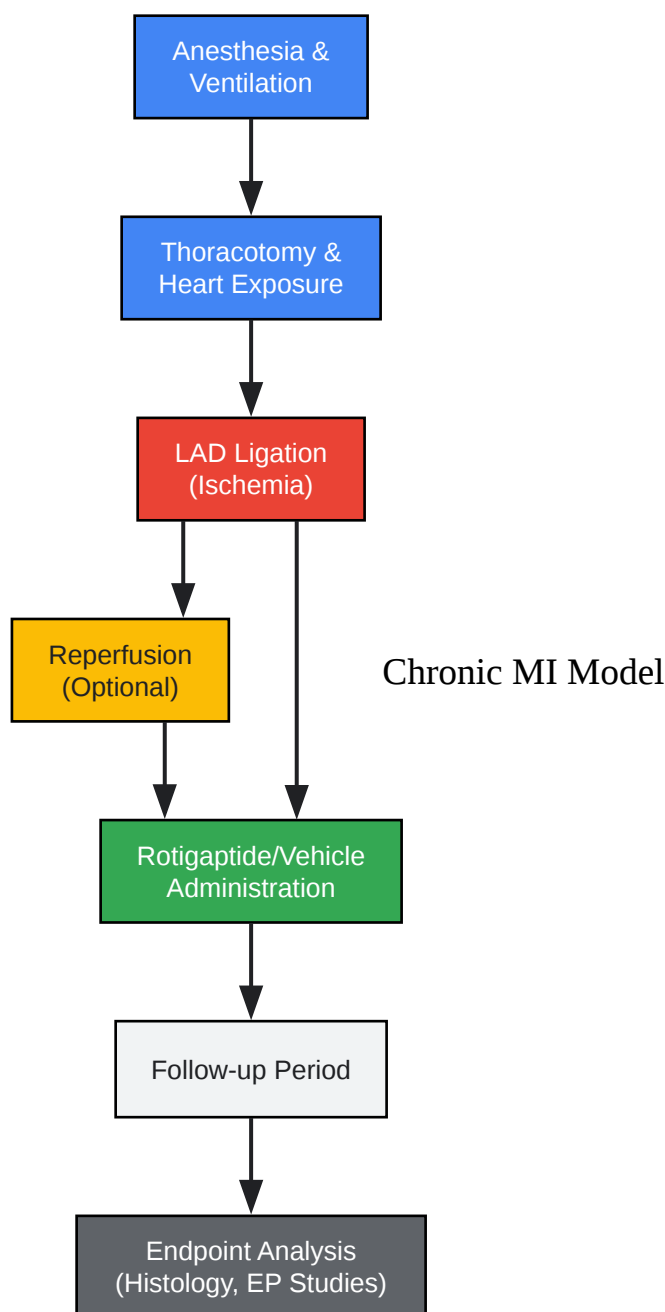 Anesthesia &
Ventilation
Thoracotomy &
Heart Exposure
LAD Ligation
(Ischemia)
Reperfusion
(Optional)
Chronic MI Model
Rotigaptide/Vehicle
Administration
Follow-up Period
Endpoint Analysis
(Histology, EP Studies)